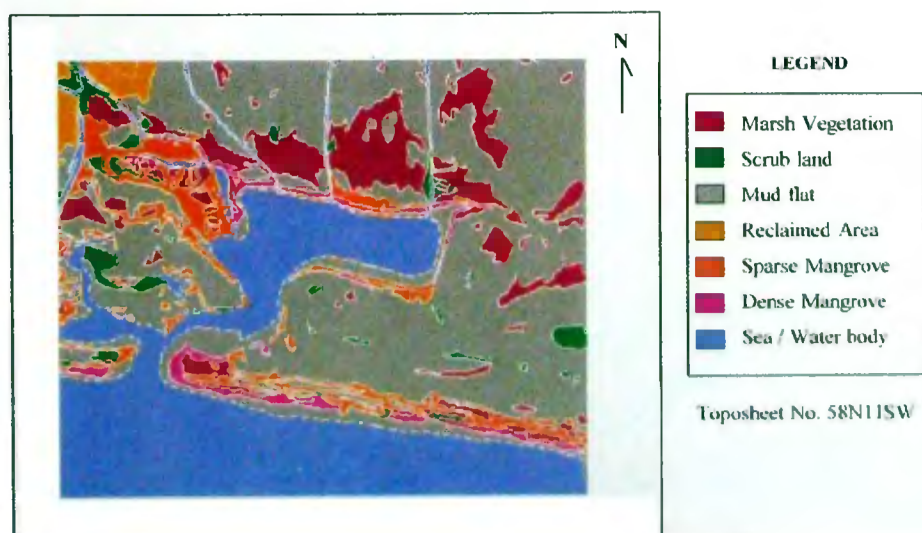 N
LEGEND
Marsh Vegetation
Scrub land
Mud flat
Reclaimed Area
Sparse Mangrove
Dense Mangrove
Sea / Water body
Toposheet No. 58N11SW